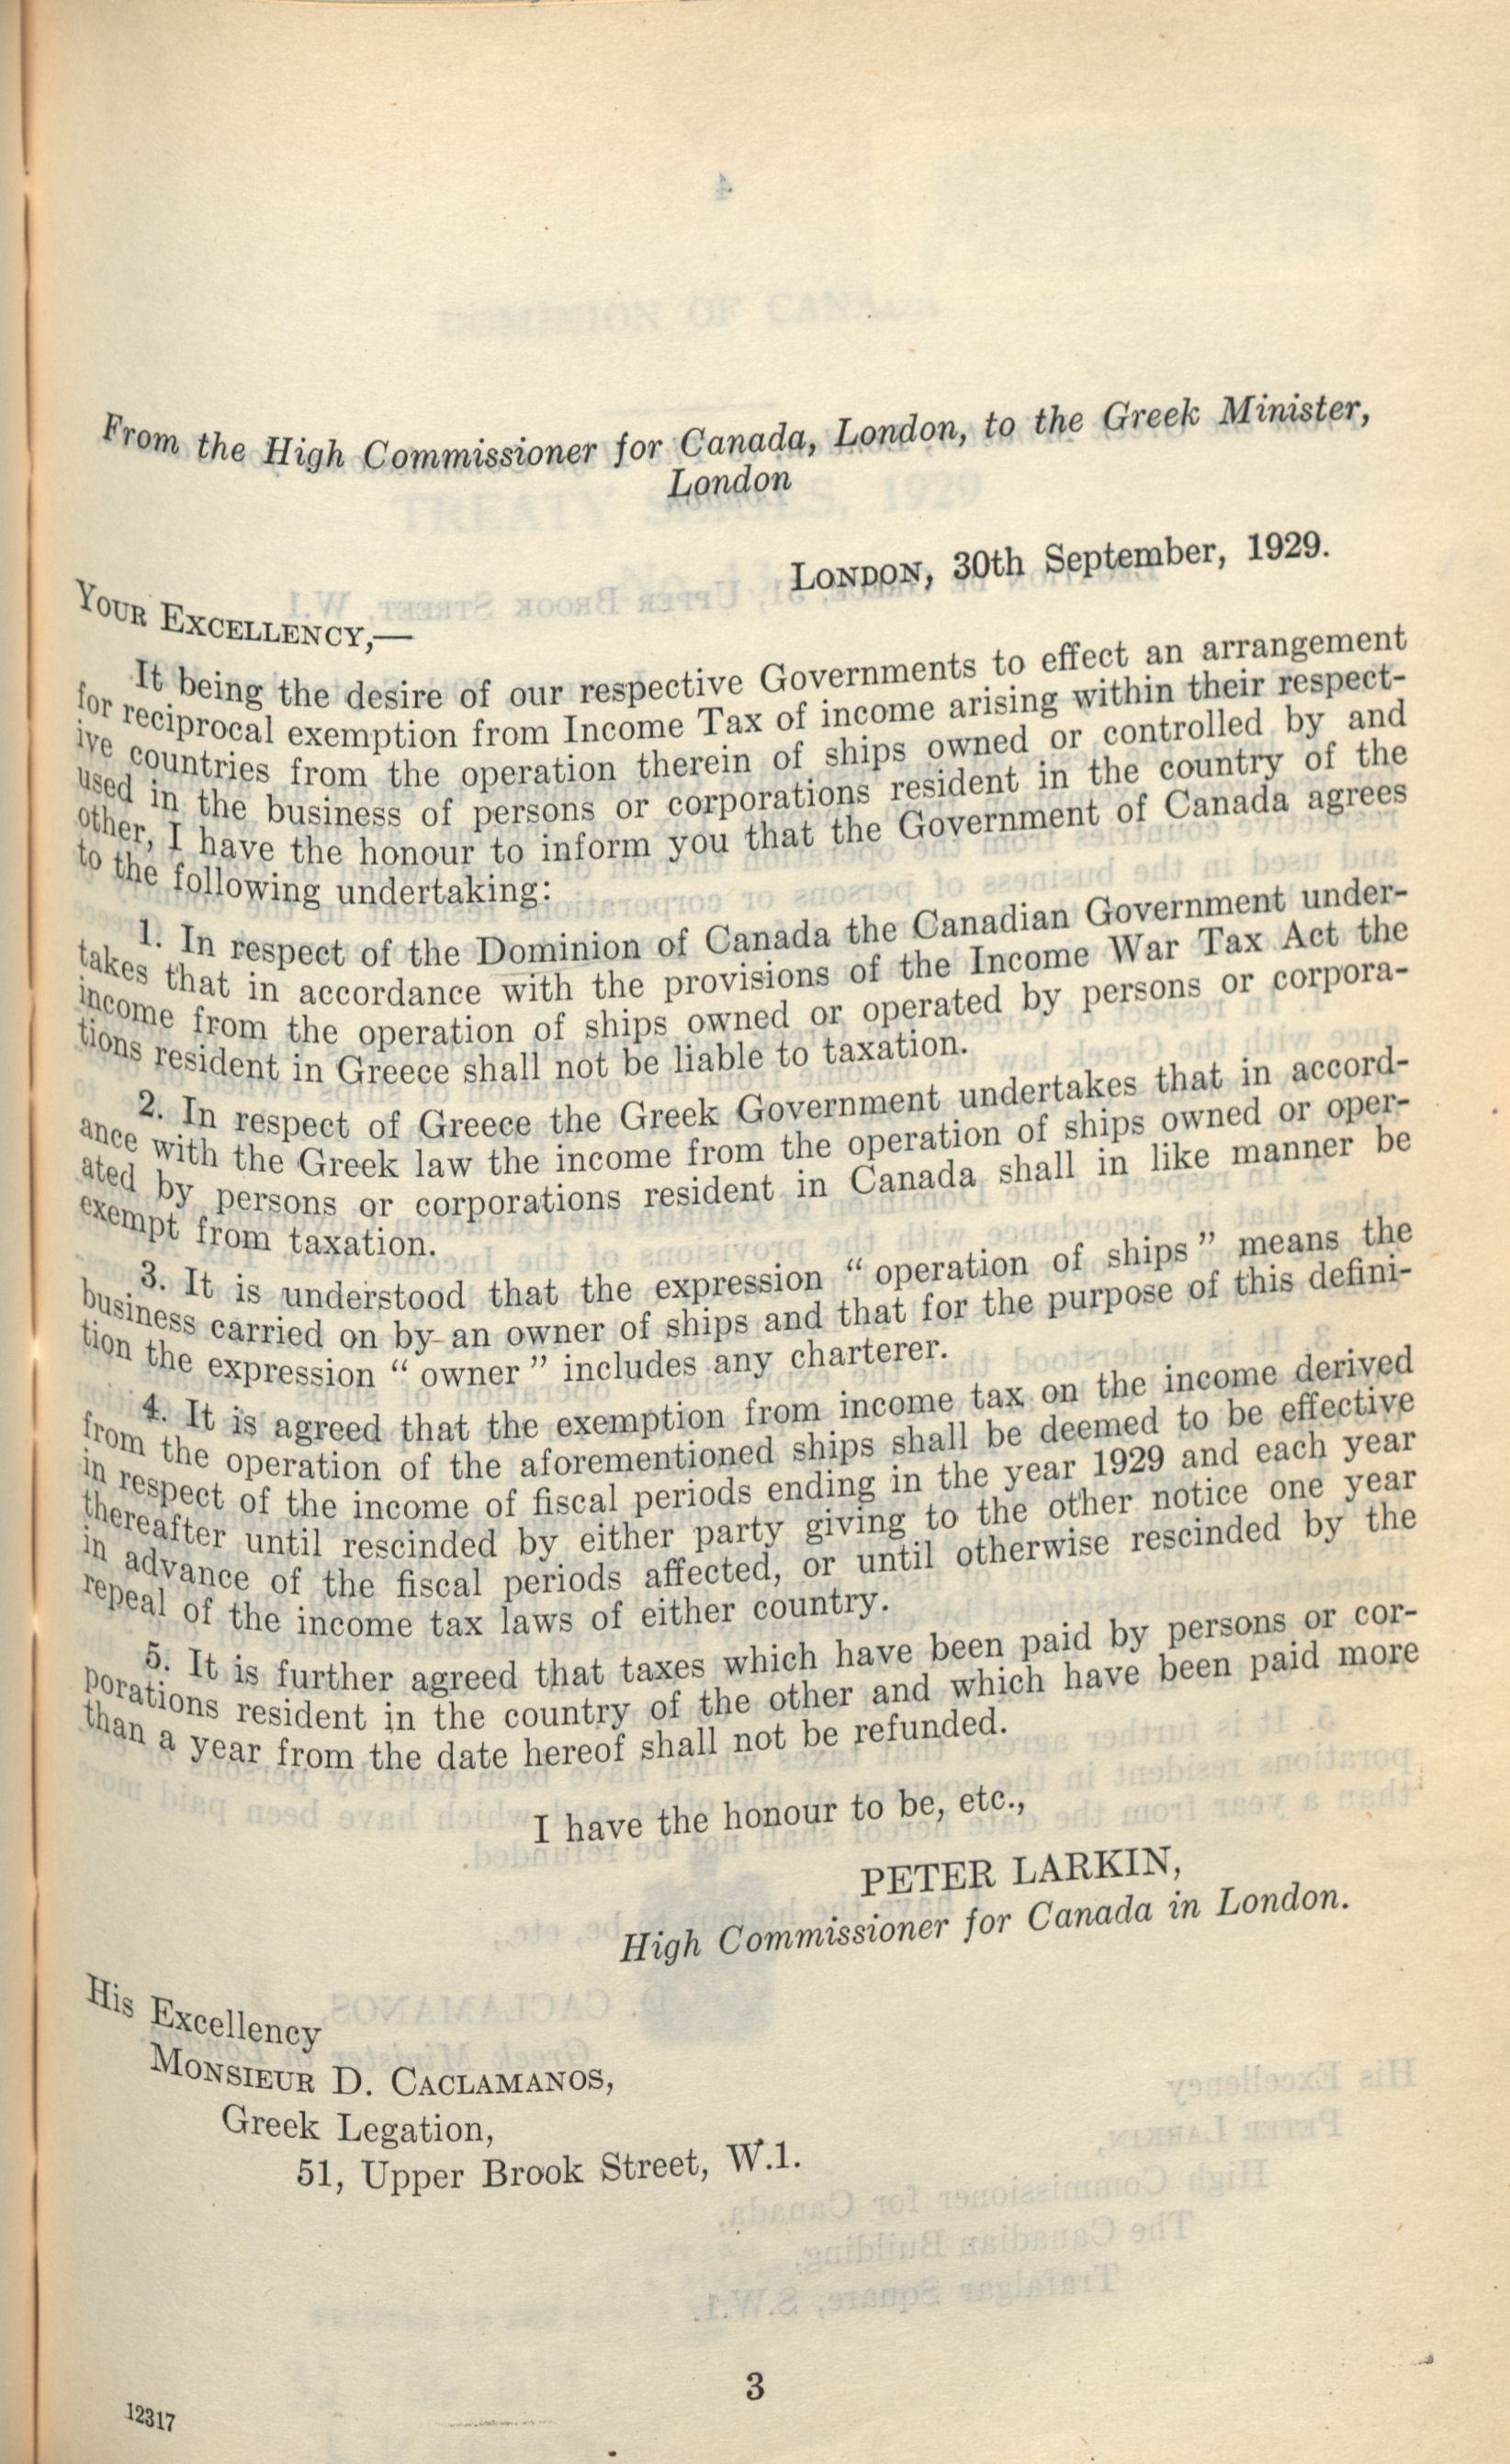 From the High Commissioner for Canada, London, to the Greek Minister,
London
LONDON, 30th September, 1929.
YOUR EXCELLENCY,—
It being the desire of our respective Governments to effect an arrangement
for reciprocal exemption from Income Tax of income arising within their respect-
ive countries from the operation therein of ships owned or controlled by and
used in the business of persons or corporations resident in the country of the
other, I have the honour to inform you that the Government of Canada agrees
to the following undertaking:
1. In respect of the Dominion of Canada the Canadian Government under-
takes that in accordance with the provisions of the Income War Tax Act the
income from the operation of ships owned or operated by persons or corpora-
tions resident in Greece shall not be liable to taxation.
2. In respect of Greece the Greek Government undertakes that in accord-
ance with the Greek law the income from the operation of ships owned or oper-
ated by persons or corporations resident in Canada shall in like manner be
exempt from taxation.
3. It is understood that the expression “ operation of ships ” means the
business carried on by an owner of ships and that for the purpose of this defini-
tion the expression “ owner ” includes any charterer.
4. It is agreed that the exemption from income tax on the income derived
from the operation of the aforementioned ships shall be deemed to be effective
in respect of the income of fiscal periods ending in the year 1929 and each year
thereafter until rescinded by either party giving to the other notice one year
in advance of the fiscal periods affected, or until otherwise rescinded by the
repeal of the income tax laws of either country.
5. It is further agreed that taxes which have been paid by persons or cor-
porations resident in the country of the other and which have been paid more
than a year from the date hereof shall not be refunded.
I have the honour to be, etc.,
PETER LARKIN,
High Commissioner for Canada in London.
His Excellency
MONSIEUR D. CACLAMANOS,
Greek Legation,
51, Upper Brook Street, W.1.
3
12317